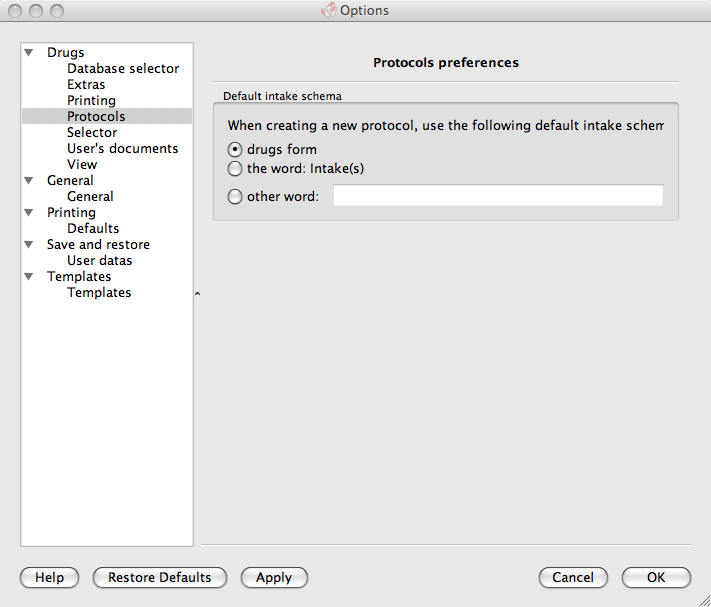 Options
Drugs
Database selector
Extras
Printing
Protocols
Selector
User's documents
View
General
General
Printing
Defaults
Save and restore
User datas
Templates
Templates
Protocols preferences
Default intake schema
When creating a new protocol, use the following default intake schem
drugs form
the word: Intake(s)
other word:
Help
Restore Defaults
Apply
Cancel
OK